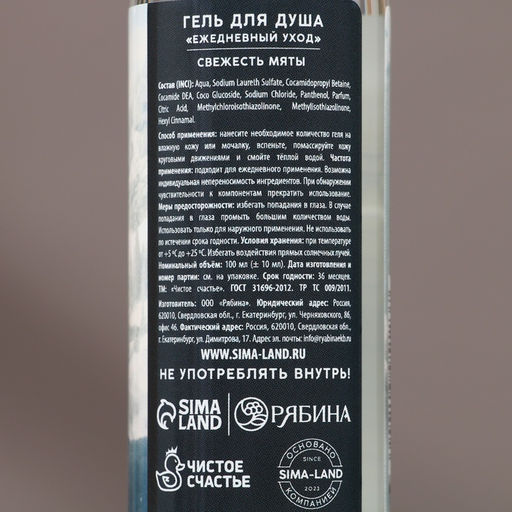 ГЕЛЬ ДЛЯ ДУША
«ЕЖЕДНЕВНЫЙ УХОД»
СВЕЖЕСТЬ МЯТЫ
Состав (INCI): Aqua, Sodium Laureth Sulfate, Cocamidopropyl Betaine,
Cocamide DEA, Coco Glucoside, Sodium Chloride, Panthenol, Parfum,
Citric Acid, Methylchloroisothiazolinone, Methylisothiazolinone,
Hexyl Cinnamal.
Способ применения: нанесите необходимое количество геля на
влажную кожу или мочалку, вспеньте, помассируйте кожу
круговыми движениями и смойте тёплой водой. Частота
применения: подходит для ежедневного применения. Возможна
индивидуальная непереносимость ингредиентов. При обнаружении
чувствительности к компонентам прекратить использование.
Меры предосторожности: избегать попадания в глаза. В случае
попадания в глаза промыть большим количеством воды.
Использовать только для наружного применения. Не использовать
по истечении срока годности. Условия хранения: при температуре
от +5 ºС до +25 ºС. Избегать воздействия прямых солнечных лучей.
Номинальный объём: 100 мл (± 10 мл). Дата изготовления и
номер партии: см. на упаковке. Срок годности: 36 месяцев.
ТМ: «Чистое счастье». ГОСТ 31696-2012. ТР ТС 009/2011.
Изготовитель: ООО «Рябина». Юридический адрес: Россия,
620010, Свердловская обл., г. Екатеринбург, ул. Черняховского, 86,
офис 46. Фактический адрес: Россия, 620010, Свердловская обл.,
г. Екатеринбург, ул. Димитрова, 17. Адрес эл. почты: info@ryabinaekb.ru
WWW.SIMA-LAND.RU
НЕ УПОТРЕБЛЯТЬ ВНУТРЬ!
SIMA LAND
РЯБИНА
ЧИСТОЕ
СЧАСТЬЕ
ОСНОВАНО
SINCE
SIMA-LAND
2023
КОМПАНИЕЙ